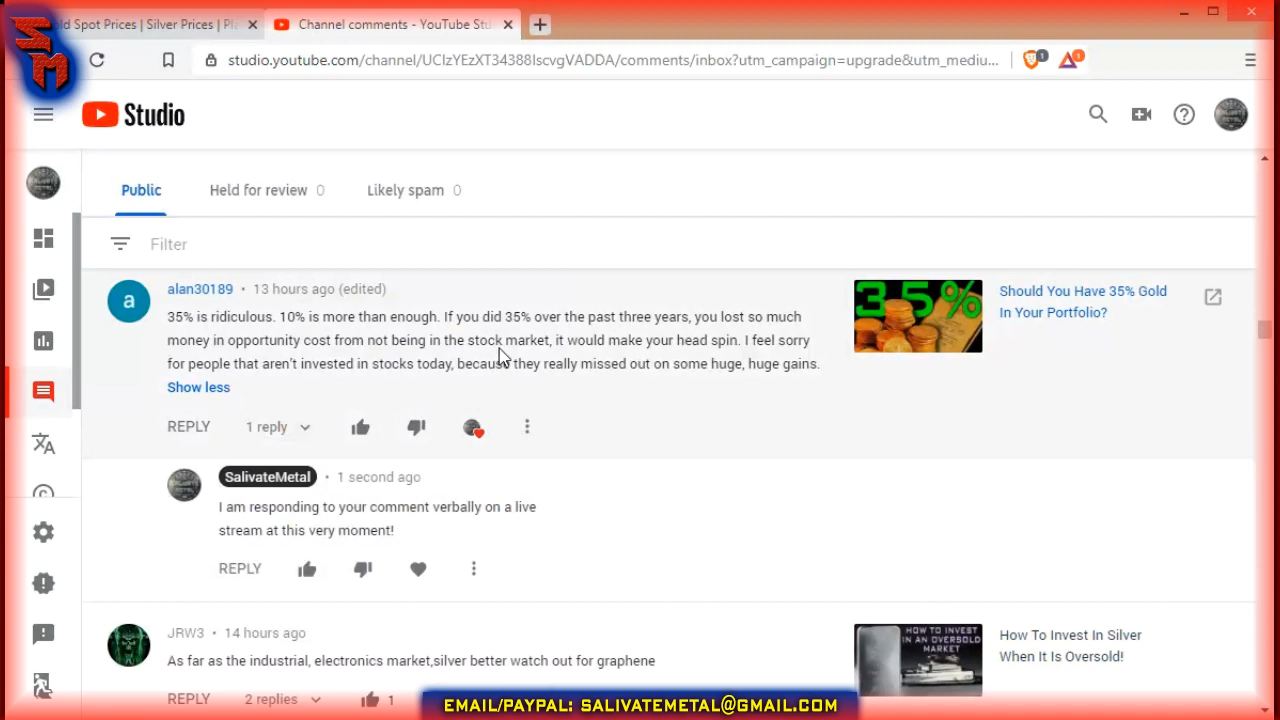 SM
ld Spot Prices | Silver Prices | Pl
Channel comments - YouTube Stu
studio.youtube.com/channel/UClzYEzXT34388IscvgVADDA/comments/inbox?utm_campaign=upgrade&utm_mediu...
1
1
Studio
Public
Held for review 0
Likely spam 0
Filter
a
alan30189 • 13 hours ago (edited)
35% is ridiculous. 10% is more than enough. If you did 35% over the past three years, you lost so much
money in opportunity cost from not being in the stock market, it would make your head spin. I feel sorry
for people that aren't invested in stocks today, because they really missed out on some huge, huge gains.
Show less
REPLY 1 reply
35%
Should You Have 35% Gold
In Your Portfolio?
SalivateMetal • 1 second ago
I am responding to your comment verbally on a live
stream at this very moment!
REPLY
JRW3 • 14 hours ago
As far as the industrial, electronics market,silver better watch out for graphene
REPLY 2 replies 1
HOW TO INVEST
IN AN OVERSOLD
MARKET
How To Invest In Silver
When It Is Oversold!
EMAIL/PAYPAL: SALIVATEMETAL@GMAIL.COM